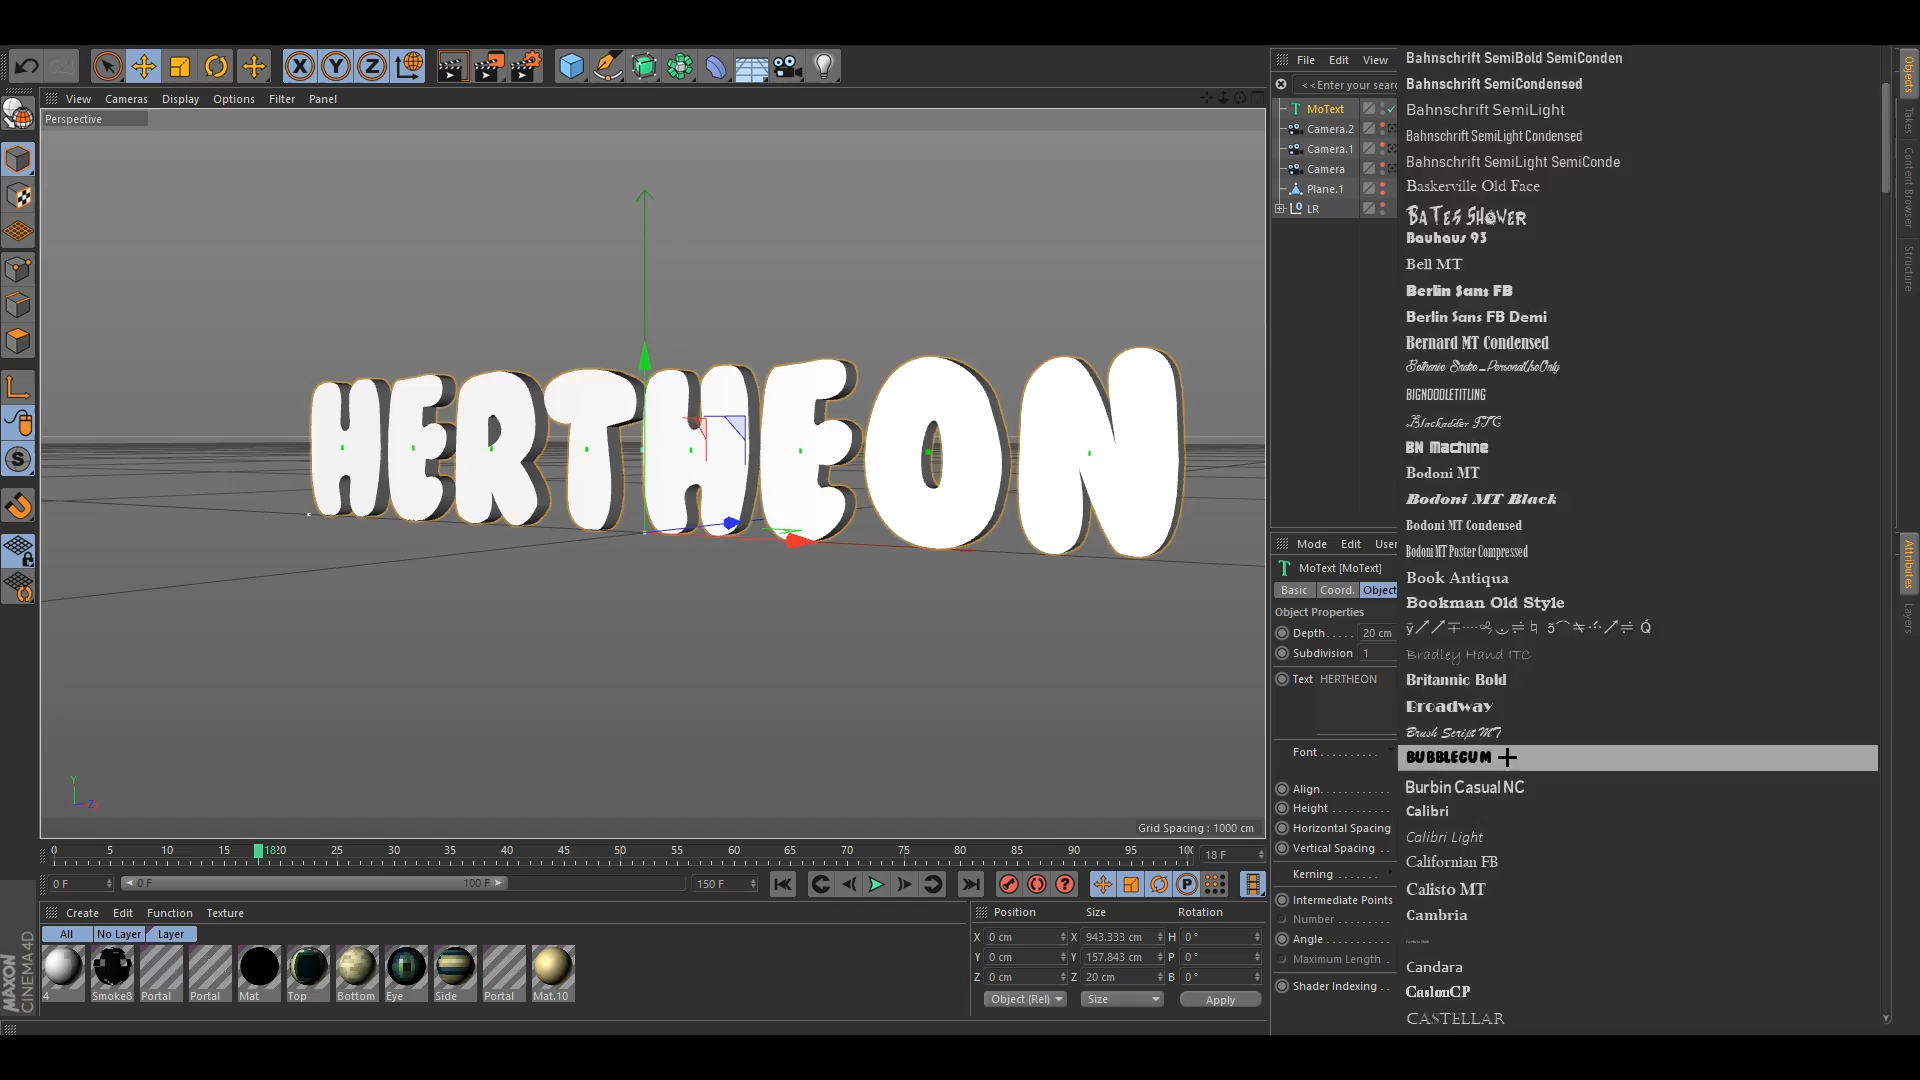 File Edit View
<<Enter your searc
MoText
Camera.2
Camera.1
Camera
Plane.1
LR
Objects
Takes
Content Browser
Structure
X Y Z
View Cameras Display Options Filter Panel
Perspective
HERTHEON
Y
Z
Grid Spacing : 1000 cm
0 5 10 15 1820 25 30 35 40 45 50 55 60 65 70 75 80 85 90 95 100
18 F
0 F
0 F
100 F
150 F
Create Edit Function Texture
All No Layer Layer
4 Smoke8 Portal Portal Mat Top Bottom Eye Side Portal Mat.10
MAXON
CINEMA 4D
Position Size Rotation
X 0 cm X 943.333 cm H 0 °
Y 0 cm Y 157.843 cm P 0 °
Z 0 cm Z 20 cm B 0 °
Object (Rel) Size Apply
Mode Edit User
MoText [MoText]
Basic Coord. Object
Object Properties
Depth. . . . . 20 cm
Subdivision 1
Text HERTHEON
Font . . . . . . . . . .
Align. . . . . . . . . . . .
Height . . . . . . . . . .
Horizontal Spacing
Vertical Spacing . .
Kerning . . . . . . .
Intermediate Points
Number . . . . . . . . .
Angle . . . . . . . . . . .
Maximum Length .
Shader Indexing . .
Attributes
Layers
Bahnschrift SemiBold SemiConden
Bahnschrift SemiCondensed
Bahnschrift SemiLight
Bahnschrift SemiLight Condensed
Bahnschrift SemiLight SemiConde
Baskerville Old Face
BATES SHOWER
Bauhaus 93
Bell MT
Berlin Sans FB
Berlin Sans FB Demi
Bernard MT Condensed
BIGNOODLETITLING
Blackadder ITC
BN Machine
Bodoni MT
Bodoni MT Black
Bodoni MT Condensed
Bodoni MT Poster Compressed
Book Antiqua
Bookman Old Style
Bradley Hand ITC
Britannic Bold
Broadway
Brush Script MT
BUBBLEGUM
Burbin Casual NC
Calibri
Calibri Light
Californian FB
Calisto MT
Cambria
Candara
CaslonCP
CASTELLAR